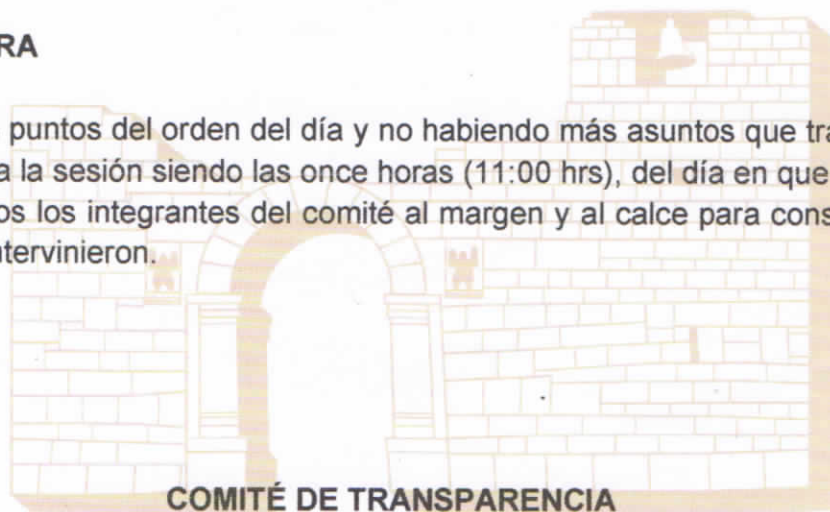 RA
puntos del orden del día y no habiendo más asuntos que tra
a la sesión siendo las once horas (11:00 hrs), del día en que
os los integrantes del comité al margen y al calce para cons
ntervinieron.
COMITÉ DE TRANSPARENCIA